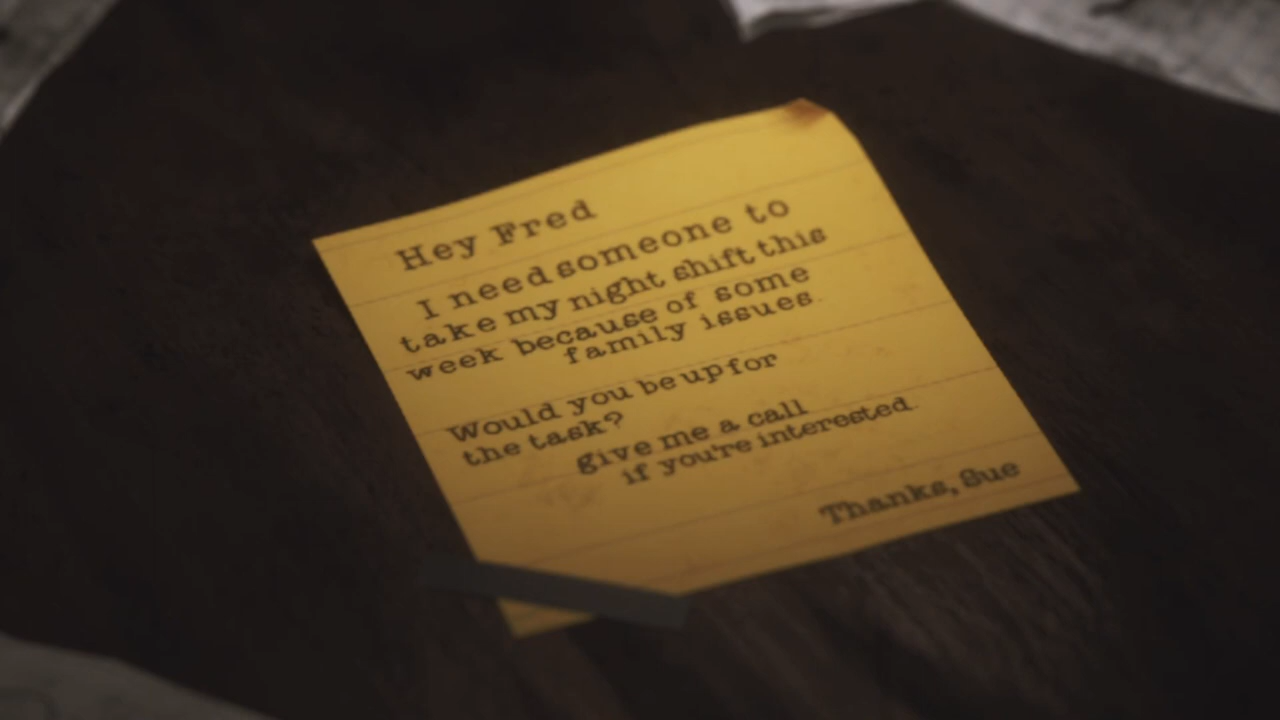 Hey Fred
I need someone to
take my night shift this
week because of some
family issues.
Would you be up for
the task?
give me a call
if you're interested.
Thanks, Sue